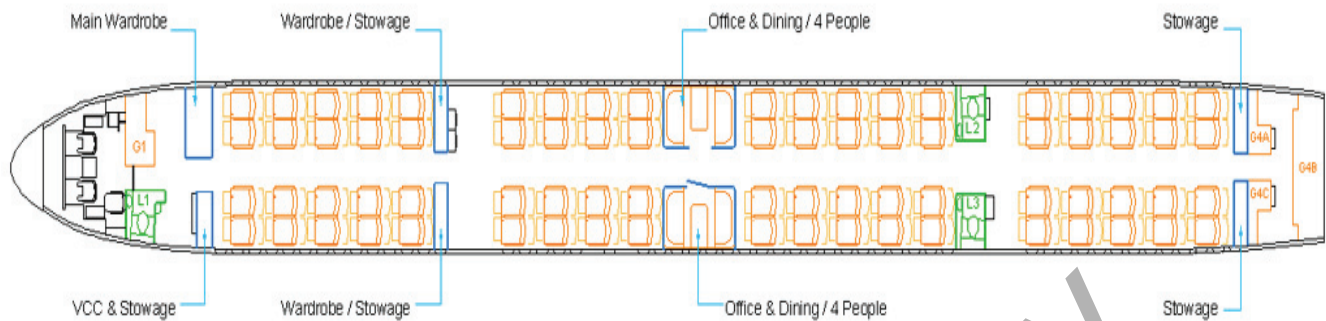 Main Wardrobe
Wardrobe / Stowage
Office & Dining / 4 People
Stowage
G1
L2
G4A
G4B
L1
L3
G4C
VCC & Stowage
Wardrobe / Stowage
Office & Dining / 4 People
Stowage